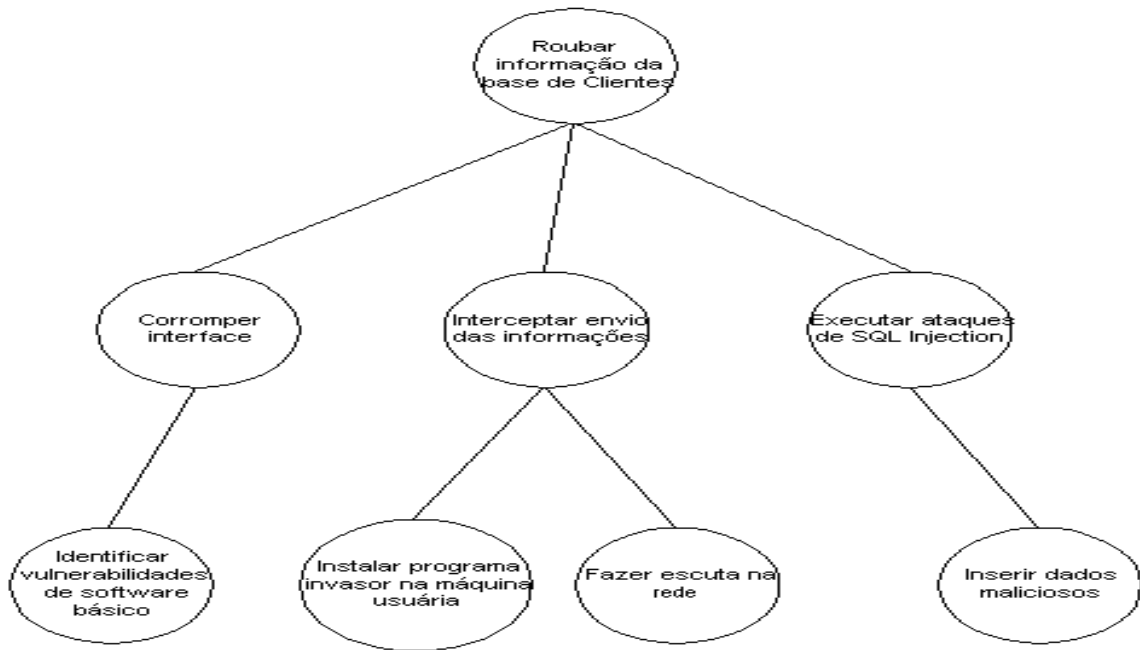 Roubar
informação da
base de Clientes
Corromper
interface
Interceptar envio
das informações
Executar ataques
de SQL Injection
Identificar
vulnerabilidades
de software
básico
Instalar programa
invasor na máquina
usuária
Fazer escuta na
rede
Inserir dados
maliciosos